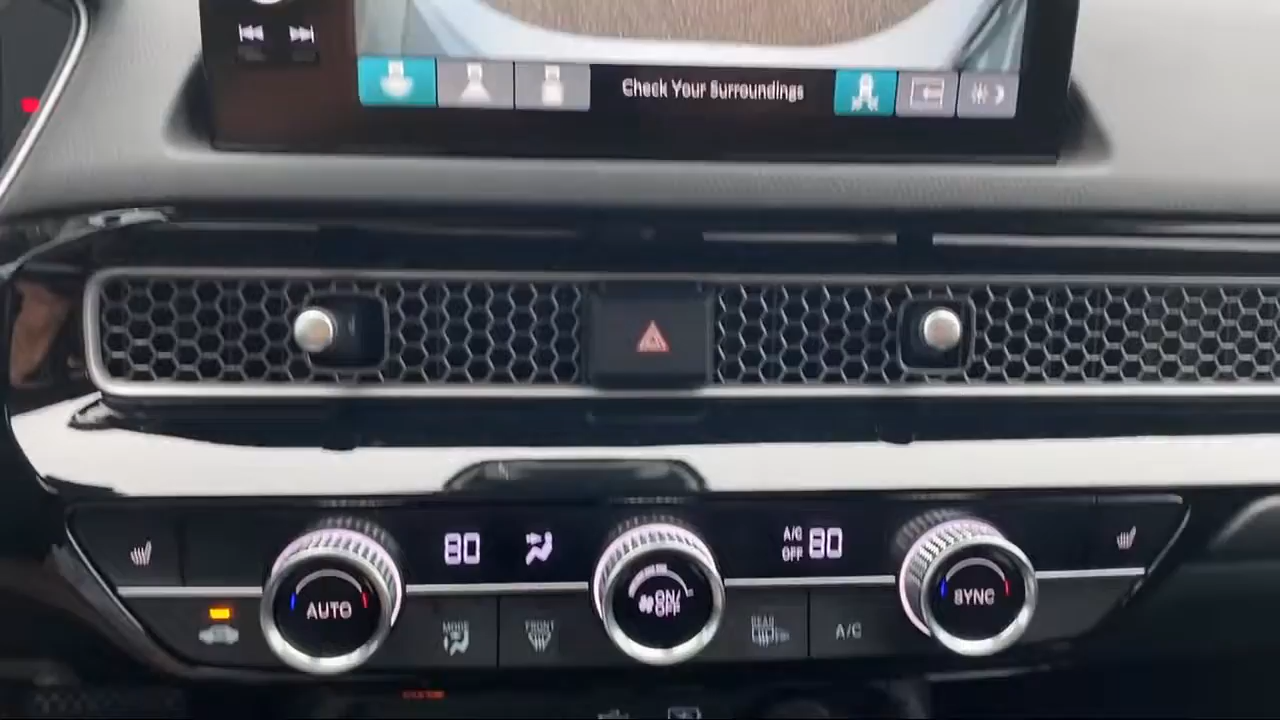 Check Your Surroundings
80
A/C
OFF 80
AUTO
ON/
OFF
SYNC
MODE
FRONT
REAR
A/C